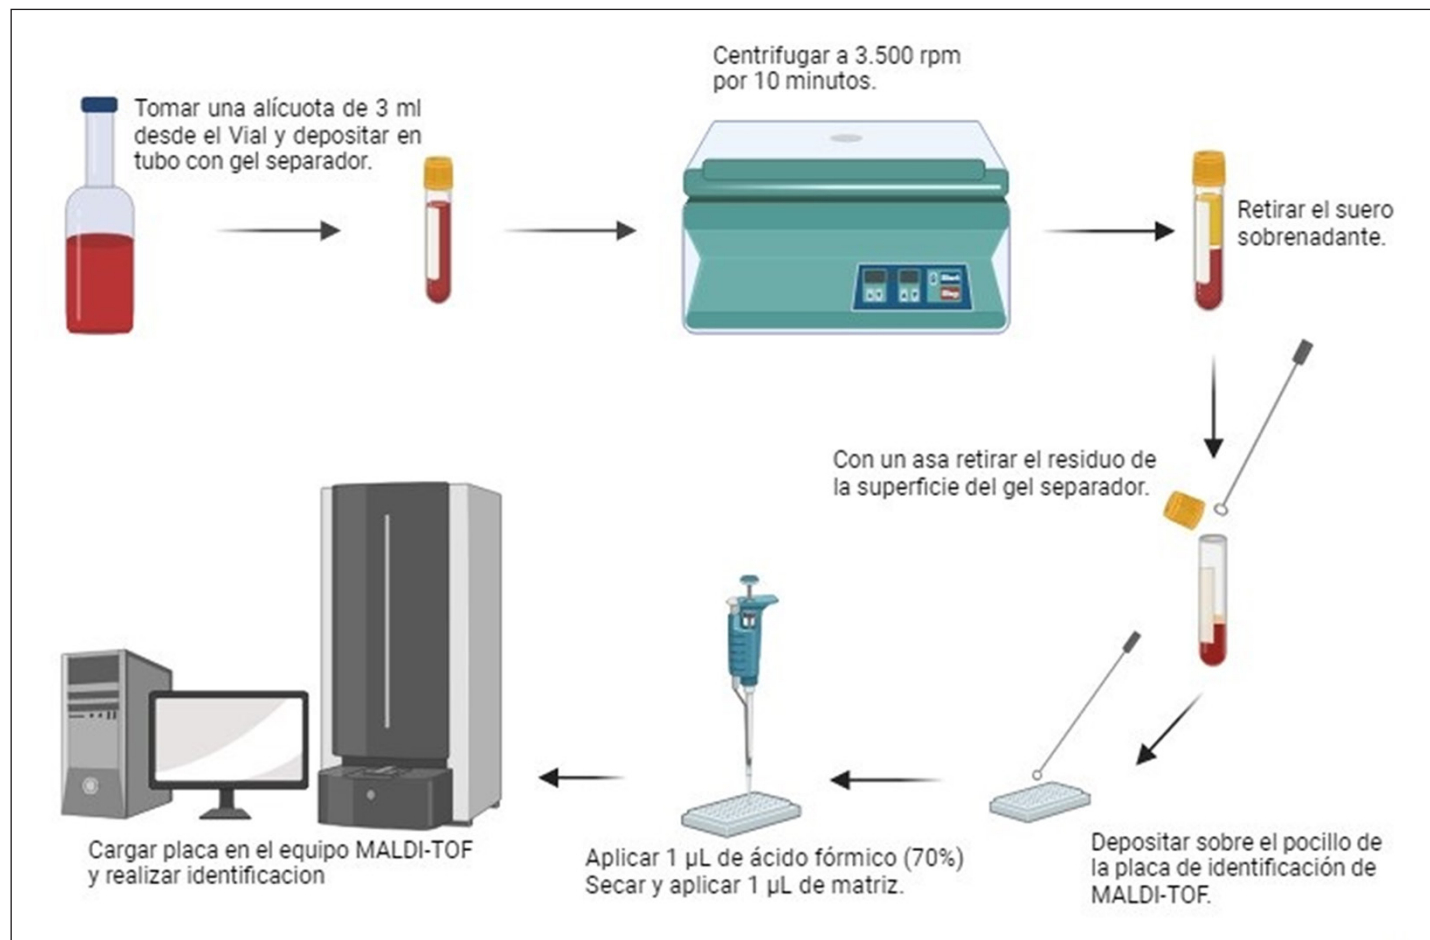 Tomar una alícuota de 3 ml
desde el Vial y depositar en
tubo con gel separador.
Centrifugar a 3.500 rpm
por 10 minutos.
Retirar el suero
sobrenadante.
Con un asa retirar el residuo de
la superficie del gel separador.
Depositar sobre el pocillo de
la placa de identificación de
MALDI-TOF.
Aplicar 1 µL de ácido fórmico (70%)
Secar y aplicar 1 µL de matriz.
Cargar placa en el equipo MALDI-TOF
y realizar identificacion